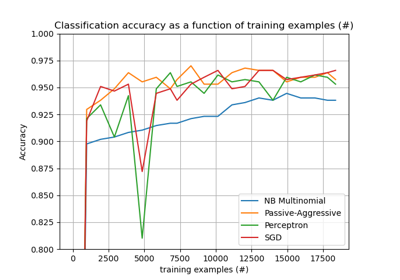 Classification accuracy as a function of training examples (#)
1.000
0.975
0.950
0.925
0.900
0.875
0.850
0.825
0.800
Accuracy
NB Multinomial
Passive-Aggressive
Perceptron
SGD
0 2500 5000 7500 10000 12500 15000 17500
training examples (#)